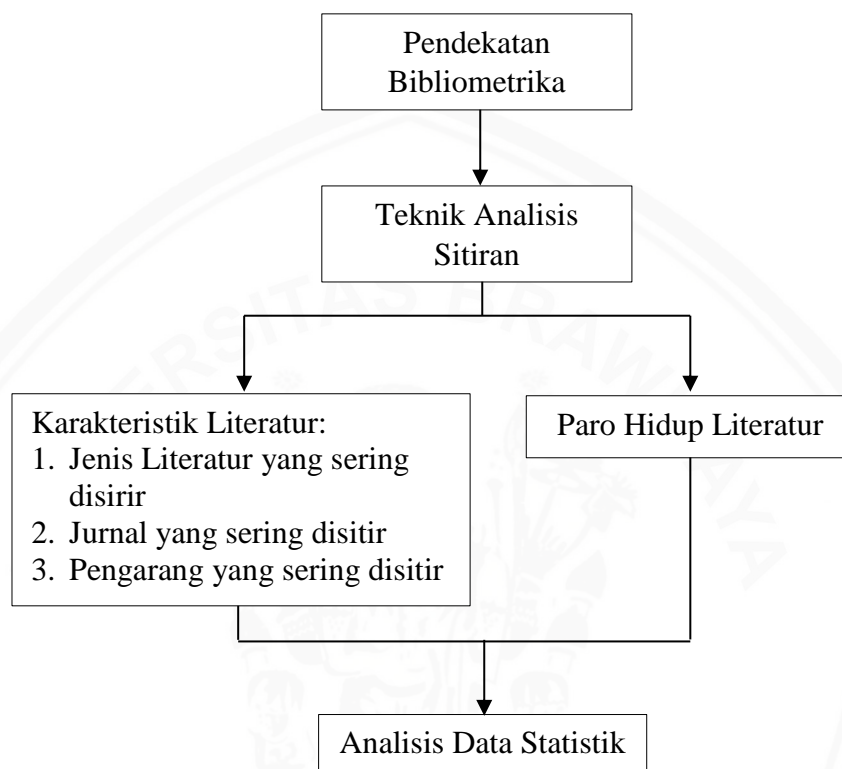 Pendekatan
Bibliometrika
Teknik Analisis
Sitiran
Karakteristik Literatur:
1. Jenis Literatur yang sering
disirir
2. Jurnal yang sering disitir
3. Pengarang yang sering disitir
Paro Hidup Literatur
Analisis Data Statistik